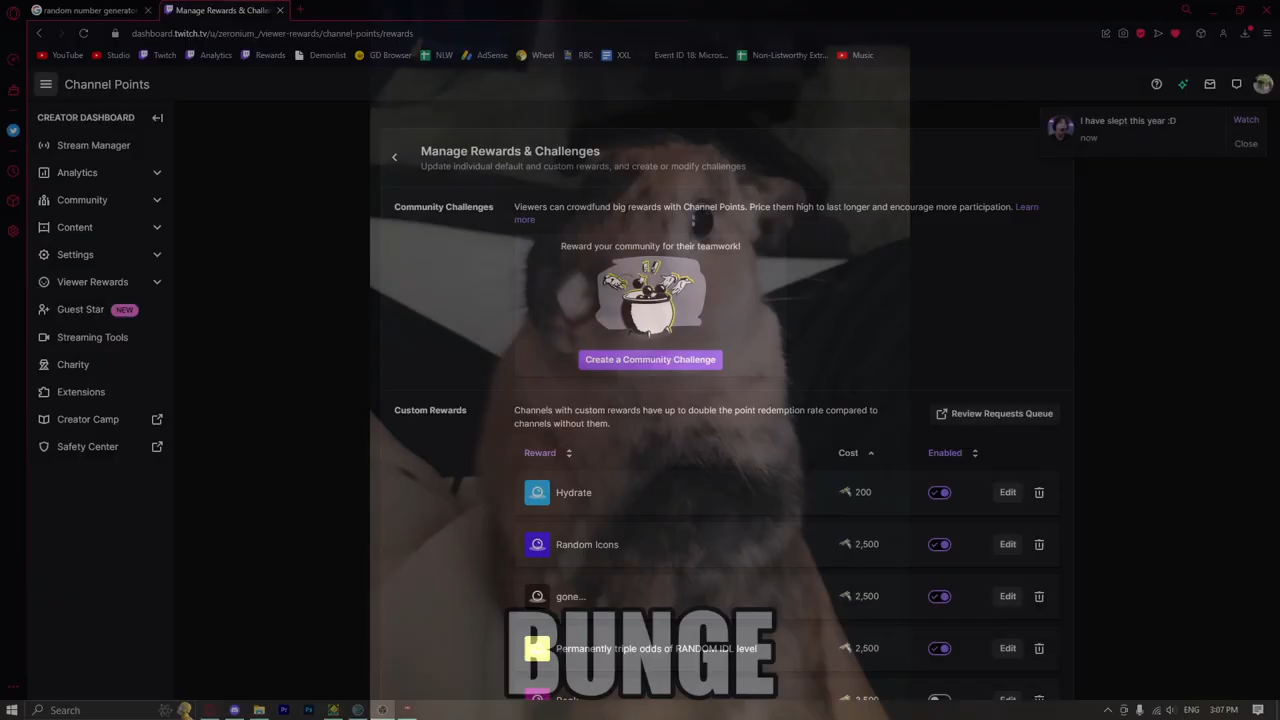 random number generator
Manage Rewards & Challe
dashboard.twitch.tv/u/zeronium_/viewer-rewards/channel-points/rewards
YouTube
Studio
Twitch
Analytics
Rewards
Demonlist
GD Browser
NLW
AdSense
Wheel
RBC
XXL
Event ID 18: Micros...
Non-Listworthy Extr...
Music
Channel Points
CREATOR DASHBOARD
Stream Manager
Analytics
Community
Content
Settings
Viewer Rewards
Guest Star NEW
Streaming Tools
Charity
Extensions
Creator Camp
Safety Center
I have slept this year :D
now
Watch
Close
Manage Rewards & Challenges
Update individual default and custom rewards, and create or modify challenges
Community Challenges
Viewers can crowdfund big rewards with Channel Points. Price them high to last longer and encourage more participation. Learn
more
Reward your community for their teamwork!
Create a Community Challenge
Custom Rewards
Channels with custom rewards have up to double the point redemption rate compared to
channels without them.
Review Requests Queue
Reward Cost Enabled
Hydrate 200 Edit
Random Icons 2,500 Edit
gone... 2,500 Edit
Permanently triple odds of RANDOM IDL level 2,500 Edit
BUNGE
Search
ENG 3:07 PM